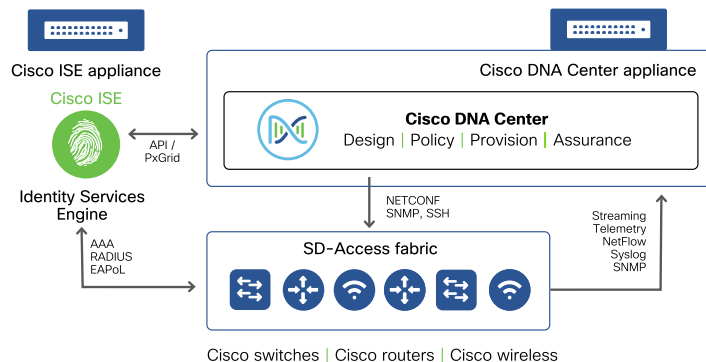 Cisco ISE appliance
Cisco DNA Center appliance
Cisco ISE
Cisco DNA Center
Design | Policy | Provision | Assurance
API /
PxGrid
Identity Services
Engine
NETCONF
SNMP, SSH
Streaming
Telemetry
NetFlow
Syslog
SNMP
AAA
RADIUS
EAPoL
SD-Access fabric
Cisco switches | Cisco routers | Cisco wireless